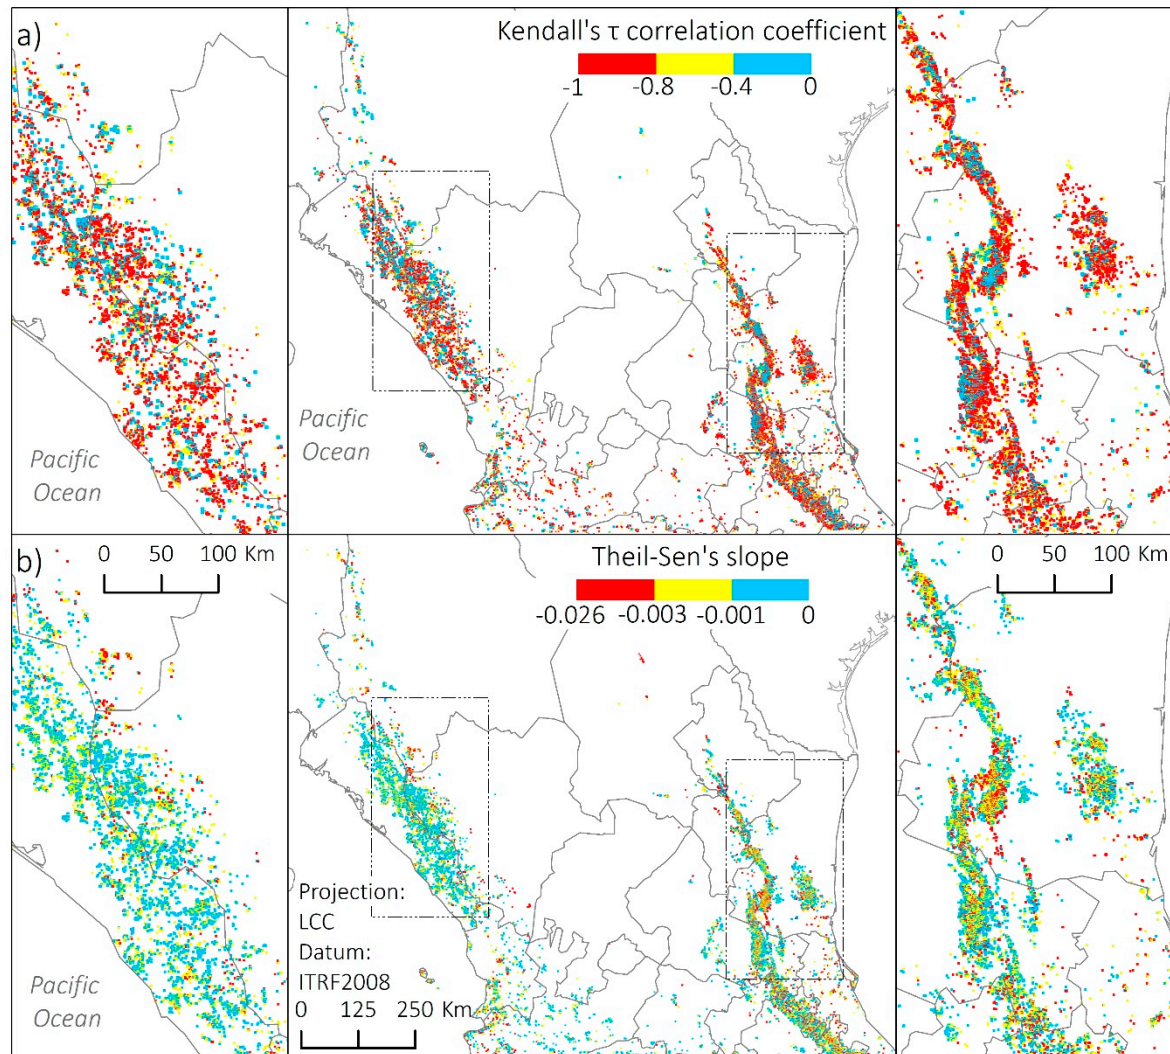 a)
Kendall's τ correlation coefficient
-1 -0.8 -0.4 0
Pacific
Ocean
Pacific
Ocean
b)
0 50 100 Km
Theil-Sen's slope
-0.026 -0.003 -0.001 0
0 50 100 Km
Pacific
Ocean
Projection:
LCC
Datum:
ITRF2008
0 125 250 Km